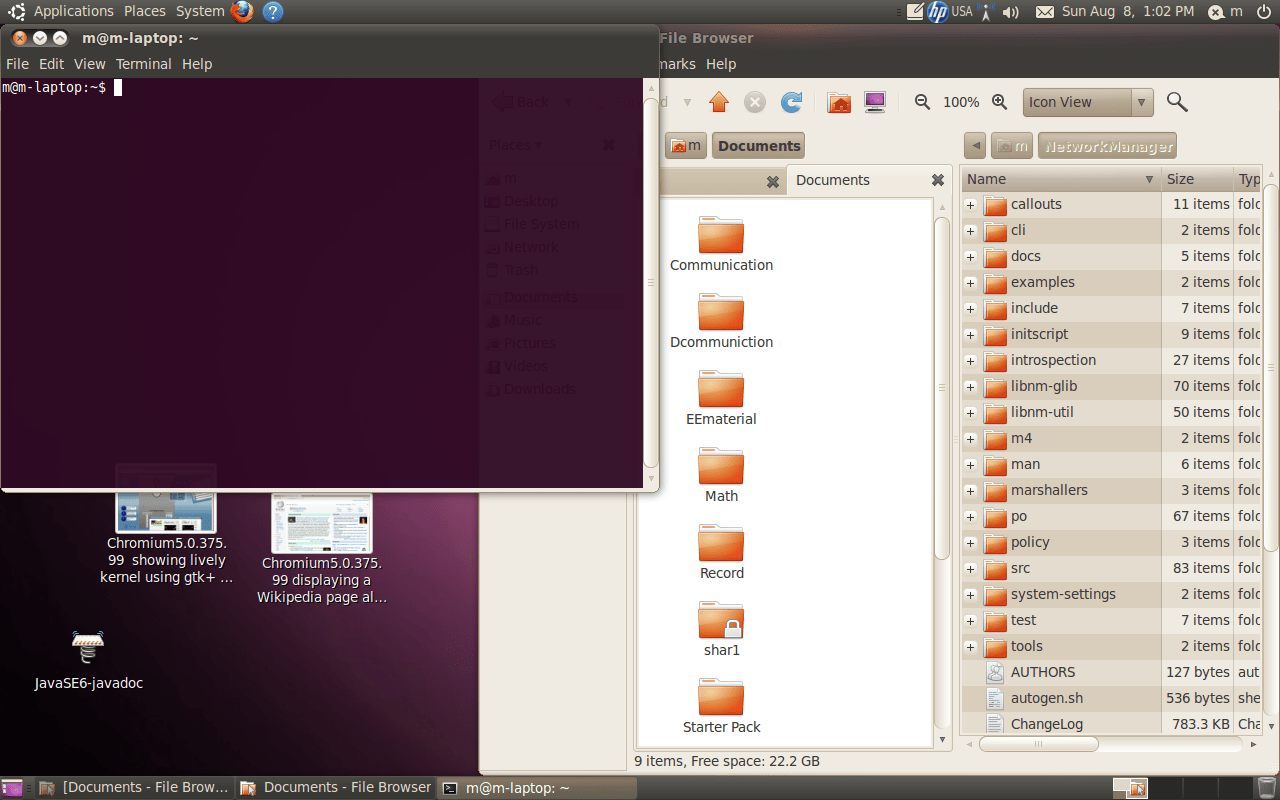 Applications Places System
USA
Sun Aug 8, 1:02 PM
m
m@m-laptop: ~
File Browser
File Edit View Terminal Help
marks Help
m@m-laptop:~$
Back
100%
Icon View
Places
m
Documents
m
NetworkManager
Documents
m
Desktop
File System
Network
Trash
Documents
Music
Pictures
Videos
Downloads
Communication
Dcommuniction
EEmaterial
Math
Record
shar1
Starter Pack
Name Size Typ
callouts 11 items fold
cli 2 items fold
docs 5 items fold
examples 2 items fold
include 7 items fold
initscript 9 items fold
introspection 27 items fold
libnm-glib 70 items fold
libnm-util 50 items fold
m4 2 items fold
man 6 items fold
marshallers 3 items fold
po 67 items fold
policy 3 items fold
src 83 items fold
system-settings 2 items fold
test 7 items fold
tools 2 items fold
AUTHORS 127 bytes aut
autogen.sh 536 bytes she
ChangeLog 783.3 KB Cha
Chromium5.0.375.
99 showing lively
kernel using gtk+ ...
Chromium5.0.375.
99 displaying a
Wikipedia page al...
JavaSE6-javadoc
9 items, Free space: 22.2 GB
[Documents - File Brow...
Documents - File Browser
m@m-laptop: ~